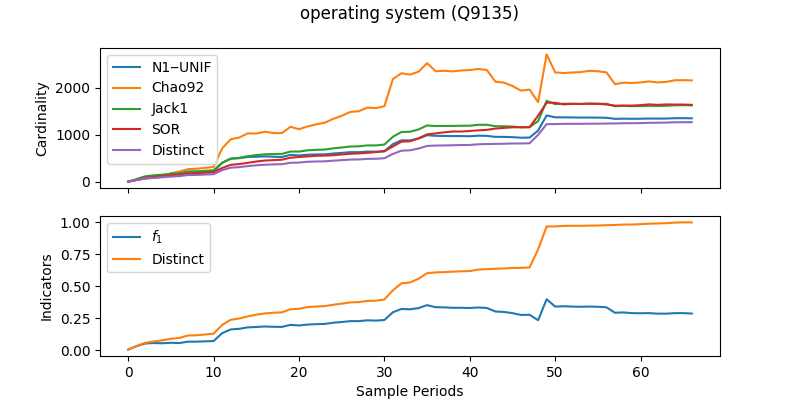 operating system (Q9135)
Cardinality
2000
1000
0
N1−UNIF
Chao92
Jack1
SOR
Distinct
Indicators
1.00
0.75
0.50
0.25
0.00
f1
Distinct
0 10 20 30 40 50 60
Sample Periods